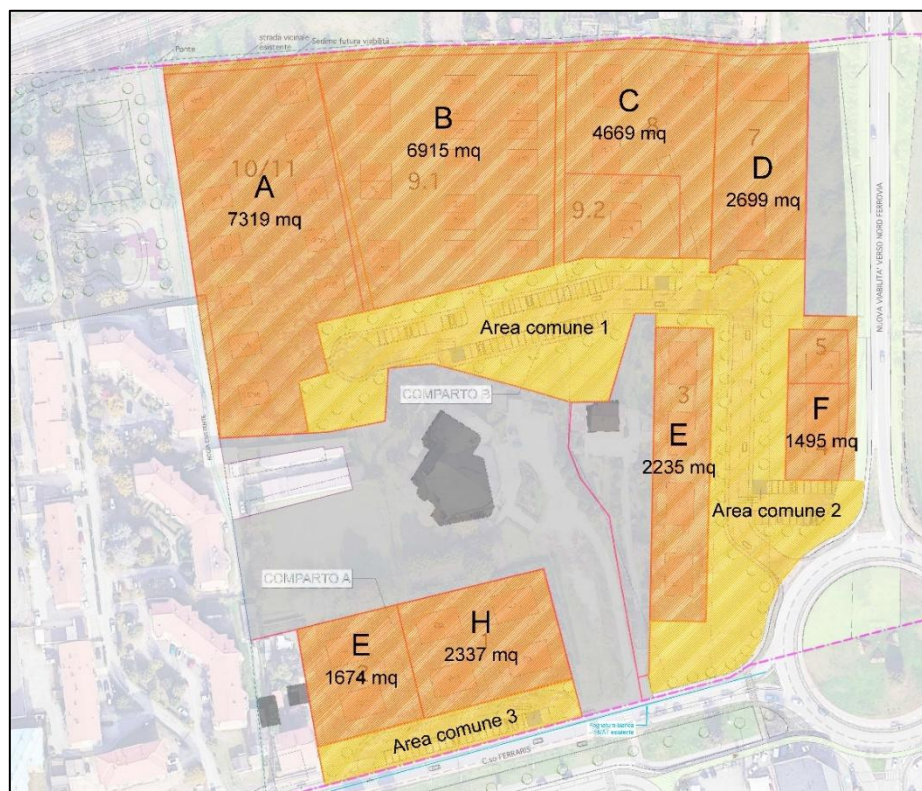 strada vicinale
esistente
Sedime futura viabilità
Ponte
C
4669 mq
8
B
6915 mq
7
D
2699 mq
10/11
A
7319 mq
9.1
9.2
NUOVA VIABILITA' VERSO NORD FERROVIA
Area comune 1
COMPARTO B
5
F
1495 mq
3
E
2235 mq
Area comune 2
COMPARTO A
H
2337 mq
E
1674 mq
Area comune 3
C.so FERRARIS